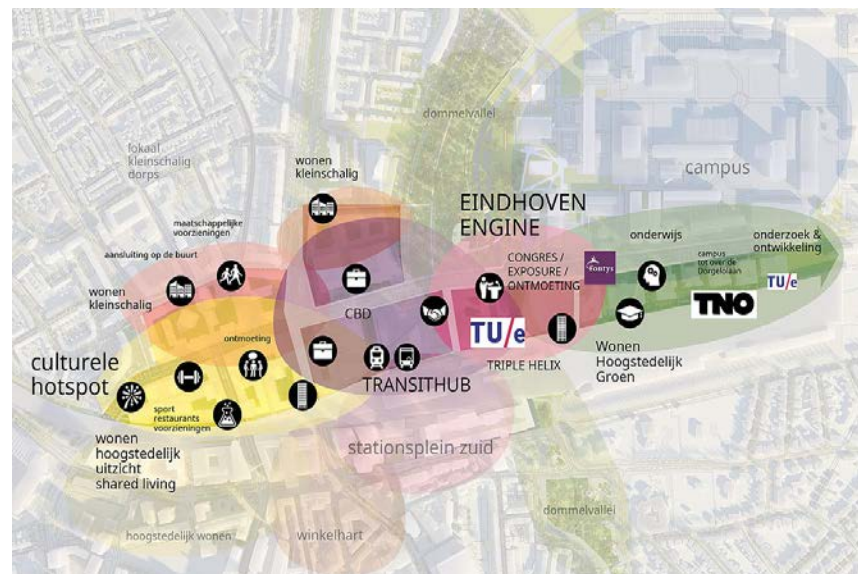 dommelvallei
fokaal
kleinschalig
dorps
wonen
kleinschalig
campus
maatschappelijke
voorzieningen
EINDHOVEN
ENGINE
onderwijs
onderzoek &
ontwikkeling
aansluiting op de buurt
CONGRES /
EXPOSURE /
ONTMOETING
Fontys
campus
tot over de
Dorgelolaan
TU/e
wonen
kleinschalig
TNO
CBD
ontmoeting
TU/e
culturele
hotspot
TRANSITHUB
TRIPLE HELIX
Wonen
Hoogstedelijk
Groen
sport
restaurants
voorzieningen
wonen
hoogstedelijk
uitzicht
shared living
stationsplein zuid
dommelvallei
hoogstedelijk wonen
winkelhart